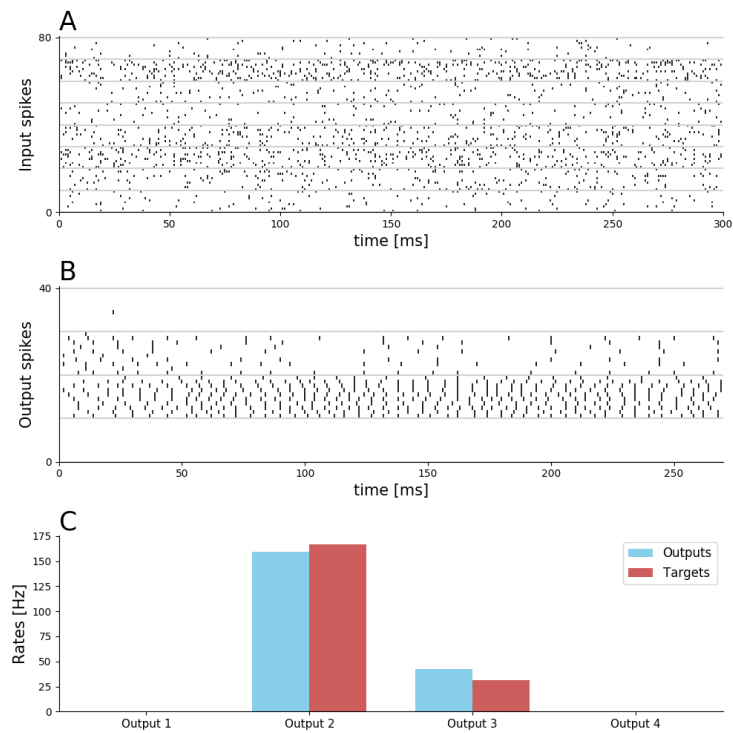 A
80
Input spikes
0
0 50 100 150 200 250 300
time [ms]
B
40
Output spikes
0
0 50 100 150 200 250
time [ms]
C
175
150
125
100
75
50
25
0
Rates [Hz]
Outputs
Targets
Output 1 Output 2 Output 3 Output 4